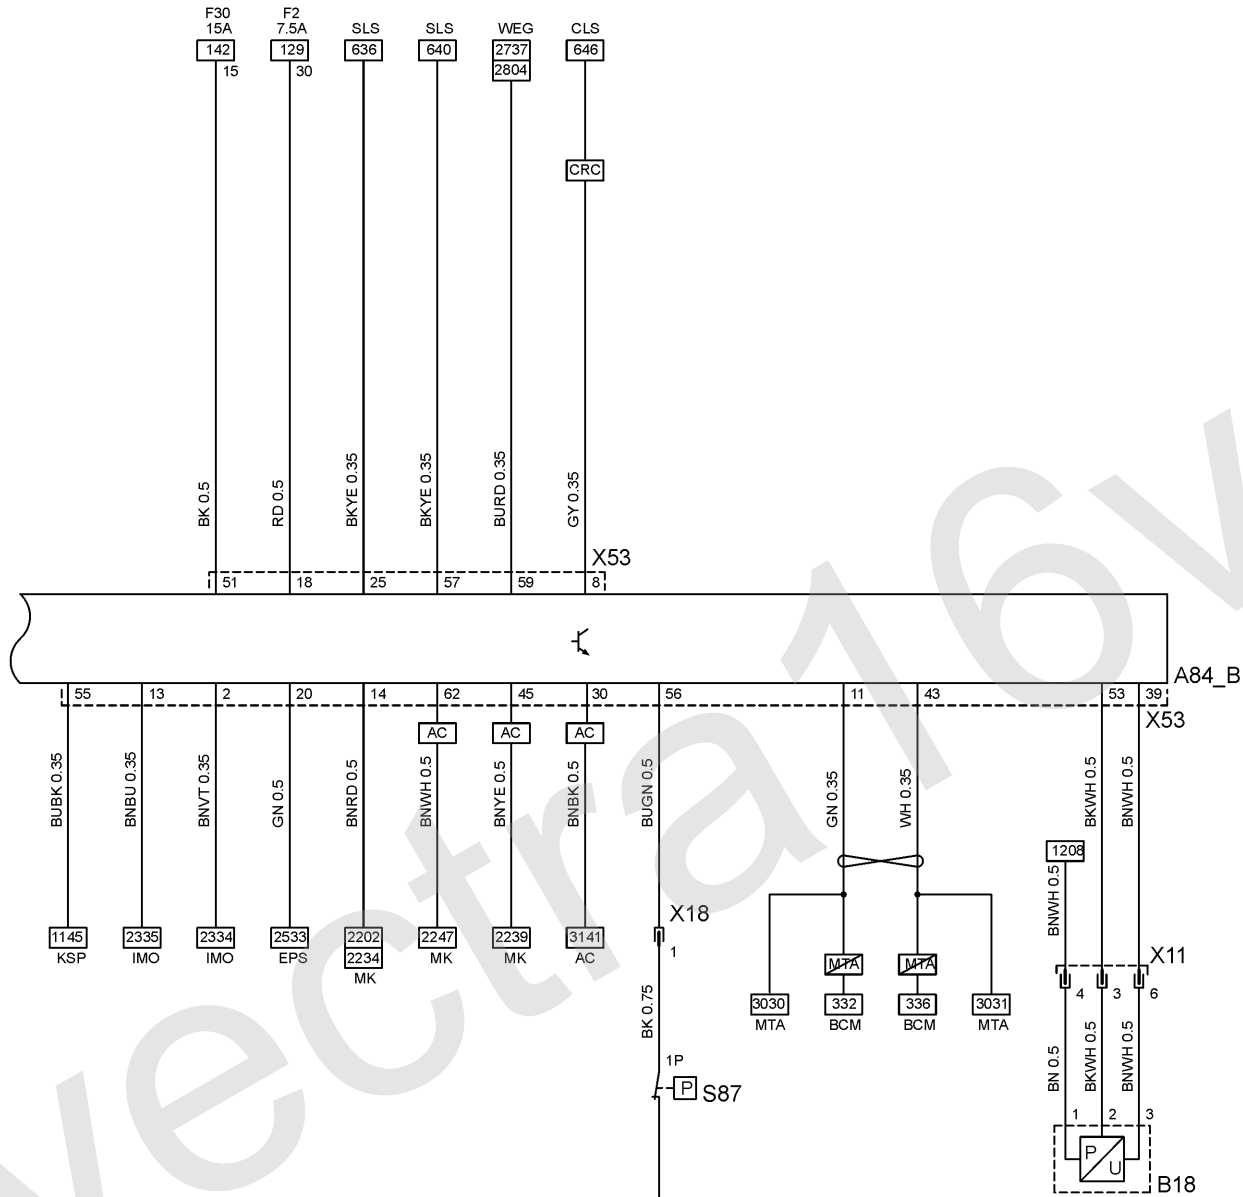 F30 F2
15A 7.5A SLS SLS WEG CLS
142 129 636 640 2737 646
15 30 2804
CRC
BK 0.5
RD 0.5
BKYE 0.35
BKYE 0.35
BURD 0.35
GY 0.35
X53
51 18 25 57 59 8
A84_B
55 13 2 20 14 62 45 30 56 11 43 53 39
X53
AC AC AC
BUBK 0.35
BNBU 0.35
BNVT 0.35
GN 0.5
BNRD 0.5
BNWH 0.5
BNYE 0.5
BNBK 0.5
BUGN 0.5
GN 0.35
WH 0.35
BKWH 0.5
BNWH 0.5
1208
BNWH 0.5
X18
1145 2335 2334 2533 2202 2247 2239 3141 1
KSP IMO IMO EPS 2234 MK MK AC
MK
X11
MTA MTA
4 3 6
3030 332 336 3031
MTA BCM BCM MTA
BK 0.75
BN 0.5
BKWH 0.5
BNWH 0.5
1P
P S87
1 2 3
P
U
B18
vectra16v